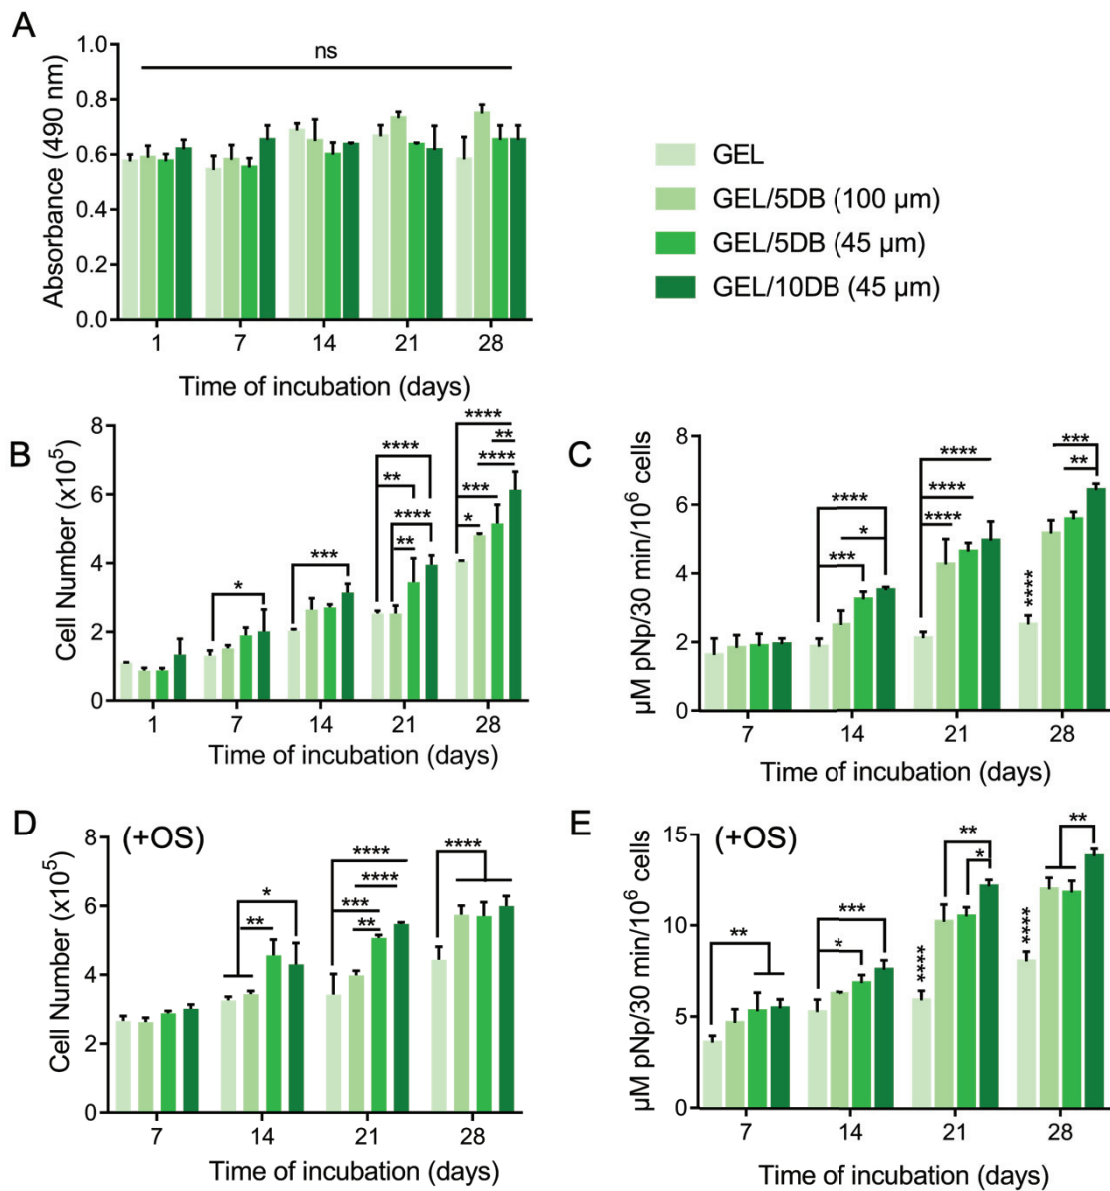 A
Absorbance (490 nm)
1.0
0.8
0.6
0.4
0.2
0.0
ns
1 7 14 21 28
Time of incubation (days)
GEL
GEL/5DB (100 µm)
GEL/5DB (45 µm)
GEL/10DB (45 µm)
B
Cell Number (x10⁵)
8
6
4
2
0
*
***
****
**
****
**
****
**
****
***
*
1 7 14 21 28
Time of incubation (days)
C
µM pNp/30 min/10⁶ cells
8
6
4
2
0
****
*
***
****
****
****
***
**
****
7 14 21 28
Time of incubation (days)
D
(+OS)
Cell Number (x10⁵)
8
6
4
2
0
*
**
****
****
***
**
****
7 14 21 28
Time of incubation (days)
E
(+OS)
µM pNp/30 min/10⁶ cells
15
10
5
0
**
***
*
**
*
****
**
****
7 14 21 28
Time of incubation (days)